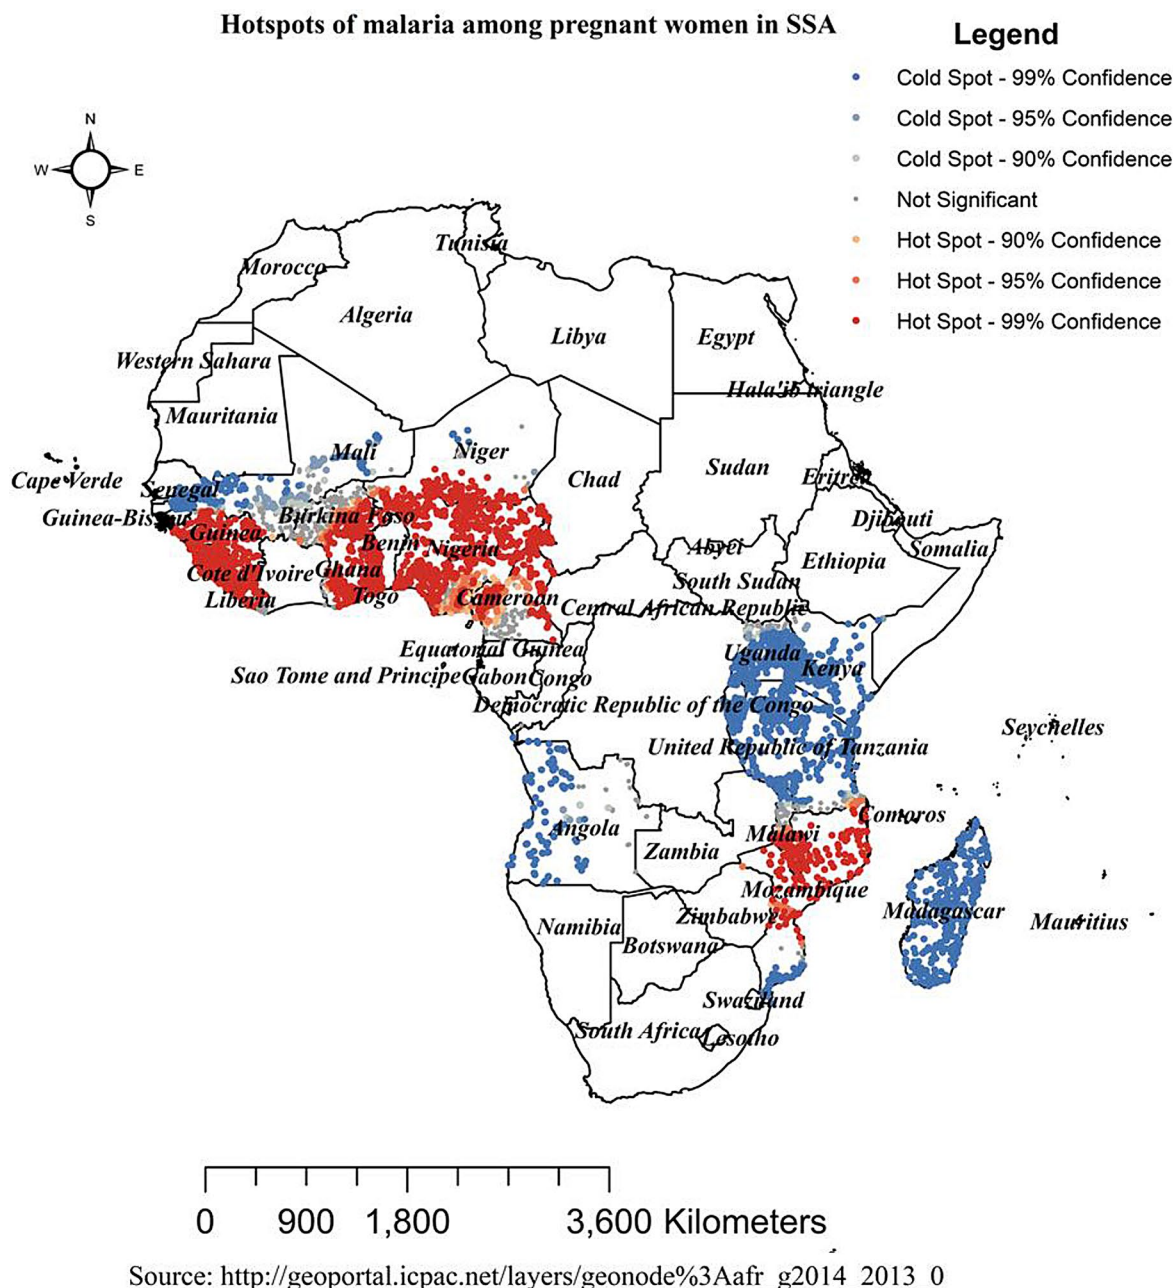 Hotspots of malaria among pregnant women in SSA
Legend
Cold Spot - 99% Confidence
Cold Spot - 95% Confidence
Cold Spot - 90% Confidence
Not Significant
Hot Spot - 90% Confidence
Hot Spot - 95% Confidence
Hot Spot - 99% Confidence
N
W
E
S
Tunisia
Morocco
Algeria
Libya
Egypt
Western Sahara
Hala'ib triangle
Mauritania
Mali
Niger
Chad
Sudan
Eritrea
Cape Verde
Senegal
Guinea-Bissau
Burkina Faso
Djibouti
Guinea
Benin
Nigeria
Abyei
Somalia
Ethiopia
Cote d'Ivoire
Ghana
South Sudan
Liberia
Togo
Cameroon
Central African Republic
Equatorial Guinea
Uganda
Kenya
Sao Tome and Principe
Gabon
Congo
Democratic Republic of the Congo
Seychelles
United Republic of Tanzania
Comoros
Angola
Malawi
Zambia
Mozambique
Madagascar
Mauritius
Zimbabwe
Namibia
Botswana
Swaziland
South Africa
Lesotho
0 900 1,800 3,600 Kilometers
Source: http://geoportal.icpac.net/layers/geonode%3Aafr_g2014_2013_0